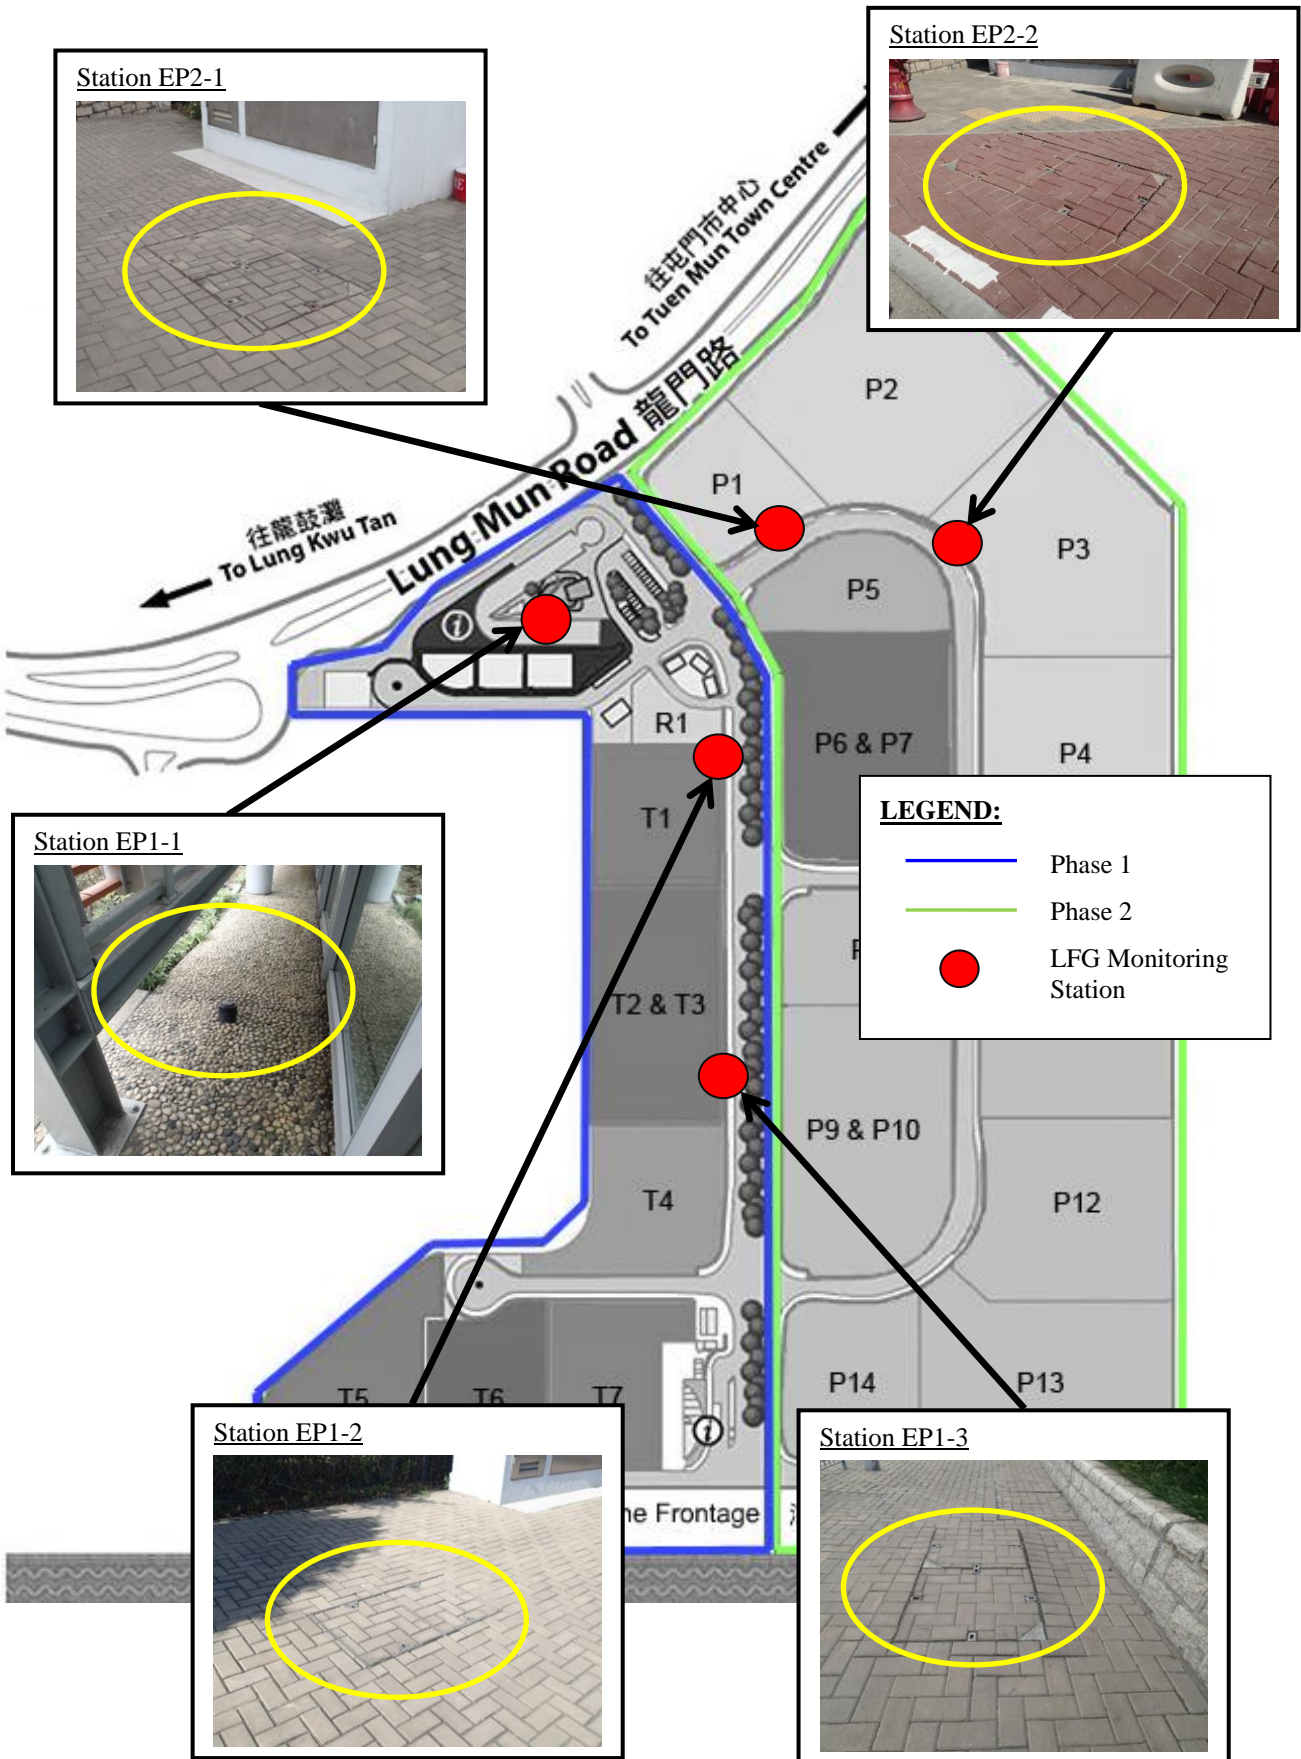 Station EP2-1
Station EP2-2
往屯門市中心
To Tuen Mun Town Centre
Lung Mun Road 龍門路
往龍鼓灘
To Lung Kwu Tan
P2
P1
P3
P5
R1
P6 & P7
P4
T1
Station EP1-1
LEGEND:
Phase 1
Phase 2
LFG Monitoring
Station
T2 & T3
P9 & P10
T4
P12
P14
P13
T5
T6
T7
Station EP1-2
Station EP1-3
Frontage